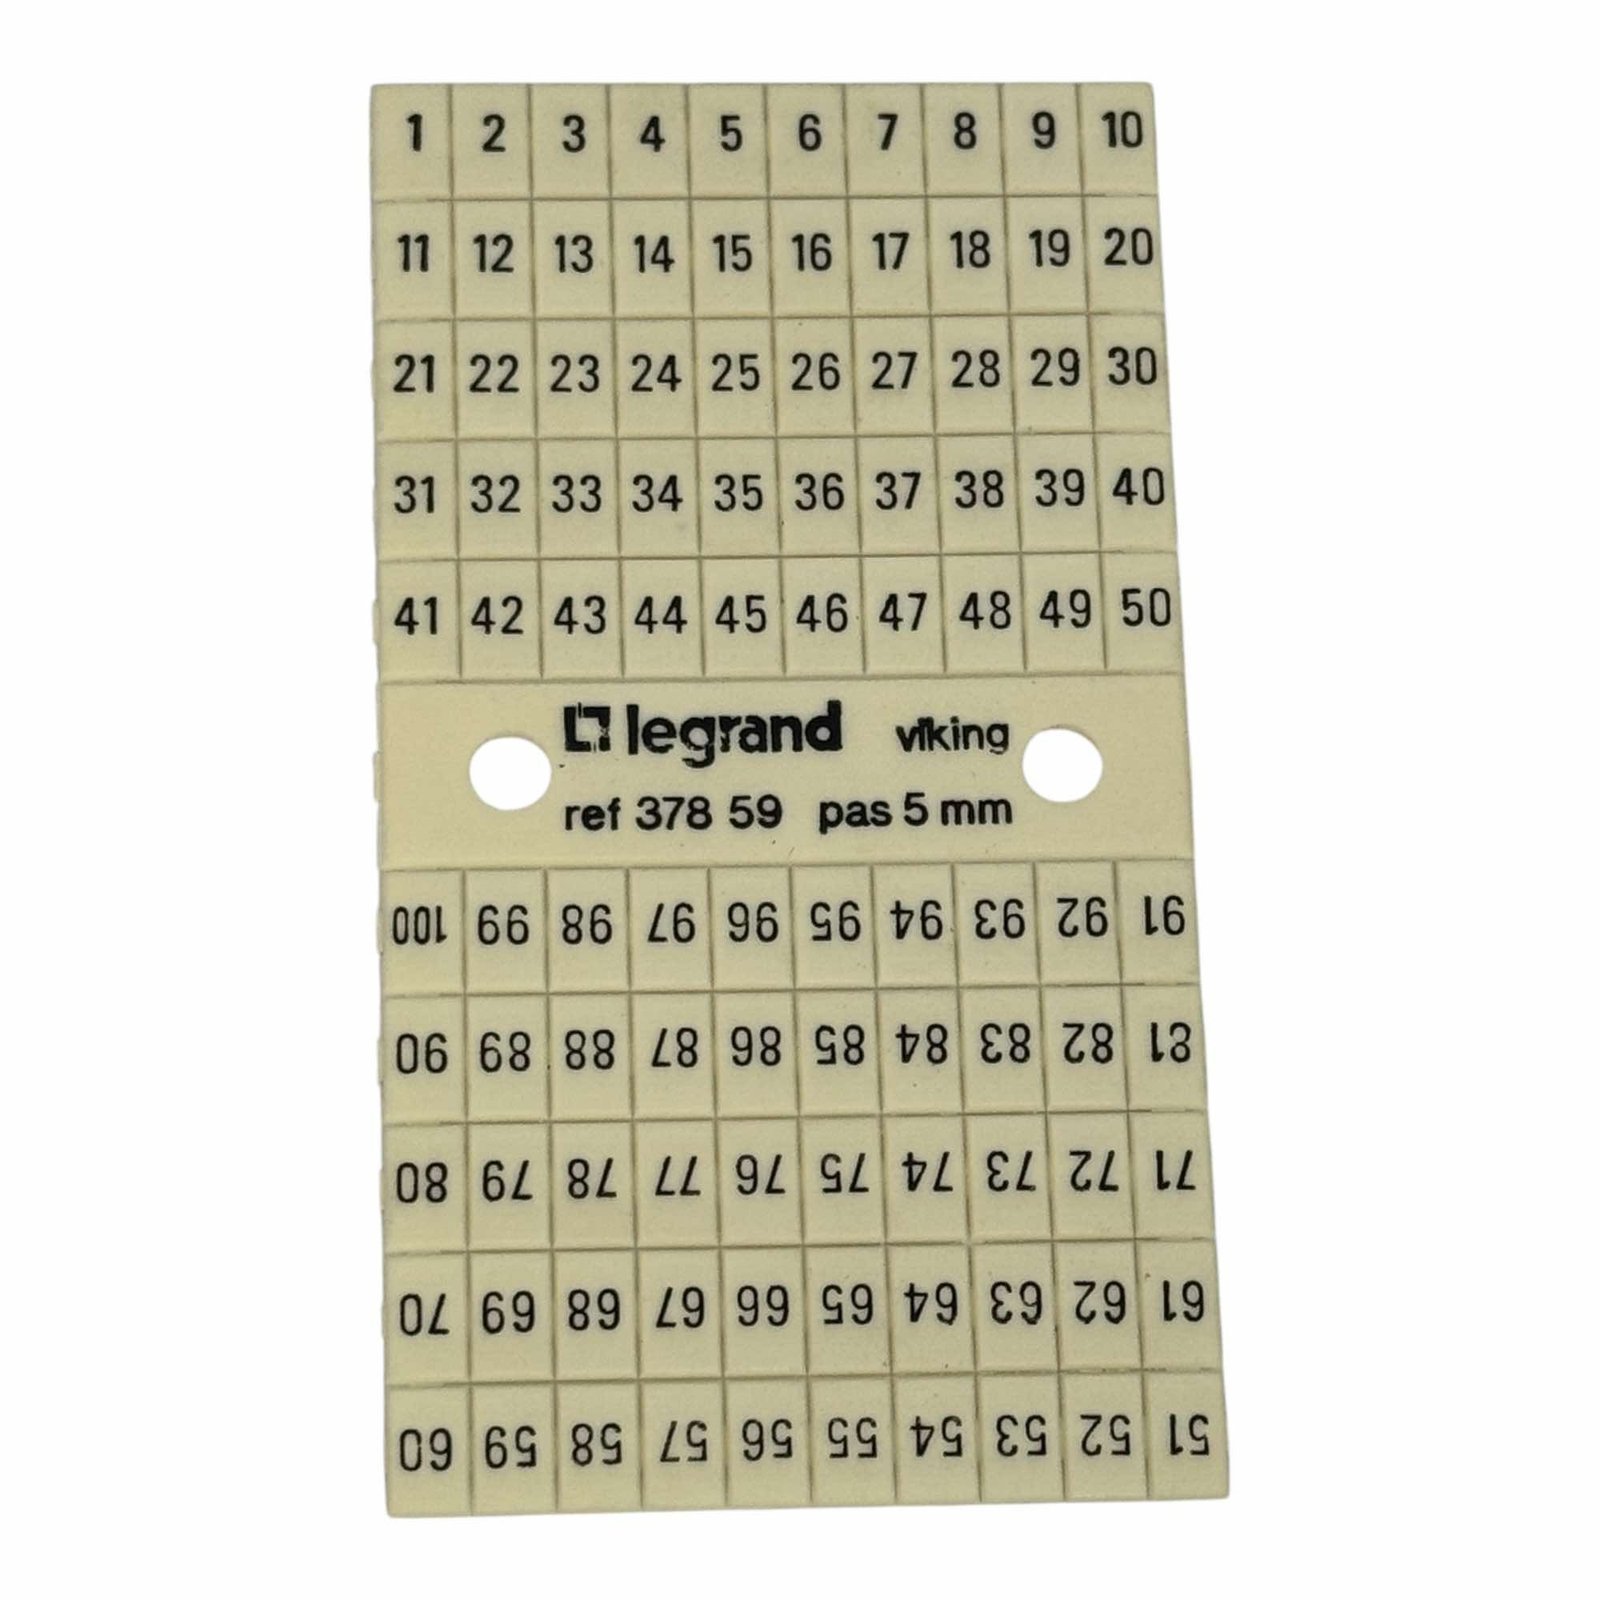 1 2 3 4 5 6 7 8 9 10
11 12 13 14 15 16 17 18 19 20
21 22 23 24 25 26 27 28 29 30
31 32 33 34 35 36 37 38 39 40
41 42 43 44 45 46 47 48 49 50
legrand viking
ref 378 59 pas 5 mm
100 99 98 97 96 95 94 93 92 91
90 89 88 87 86 85 84 83 82 81
80 79 78 77 76 75 74 73 72 71
70 69 68 67 66 65 64 63 62 61
60 59 58 57 56 55 54 53 52 51